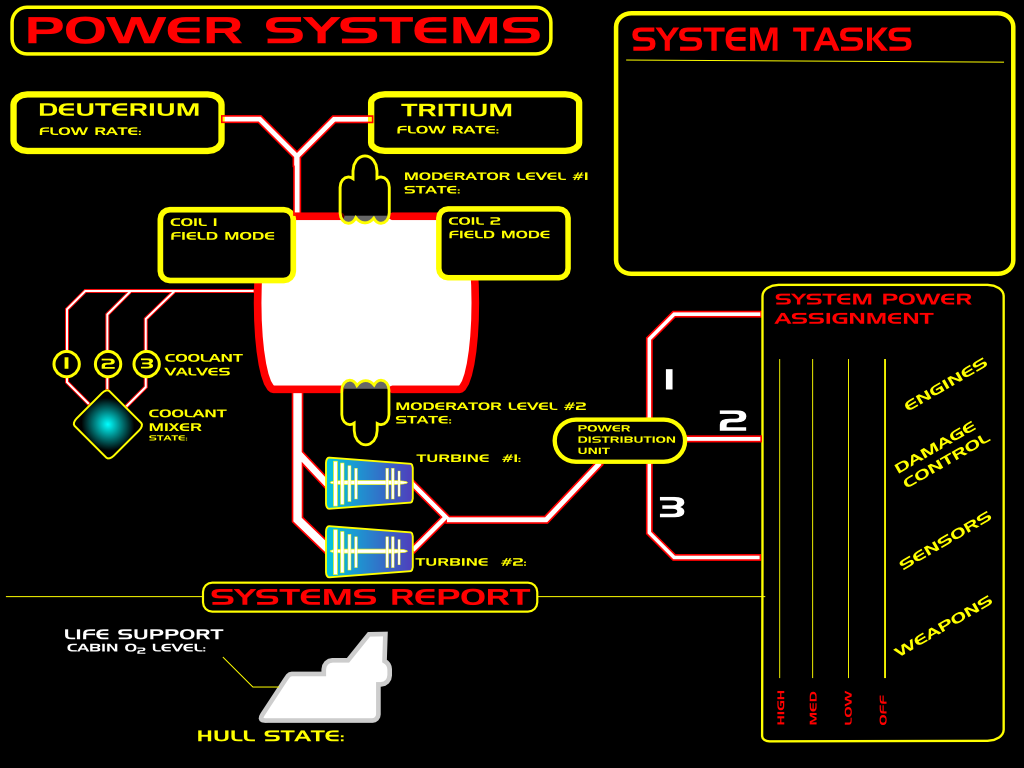 POWER SYSTEMS
SYSTEM TASKS
DEUTERIUM
FLOW RATE:
TRITIUM
FLOW RATE:
MODERATOR LEVEL #1
STATE:
COIL 1
FIELD MODE
COIL 2
FIELD MODE
SYSTEM POWER
ASSIGNMENT
1
2
3
COOLANT
VALVES
COOLANT
MIXER
STATE:
MODERATOR LEVEL #2
STATE:
1
2
3
POWER
DISTRIBUTION
UNIT
TURBINE #1:
TURBINE #2:
ENGINES
DAMAGE
CONTROL
SENSORS
WEAPONS
HIGH
MED
LOW
OFF
SYSTEMS REPORT
LIFE SUPPORT
CABIN O2 LEVEL:
HULL STATE: